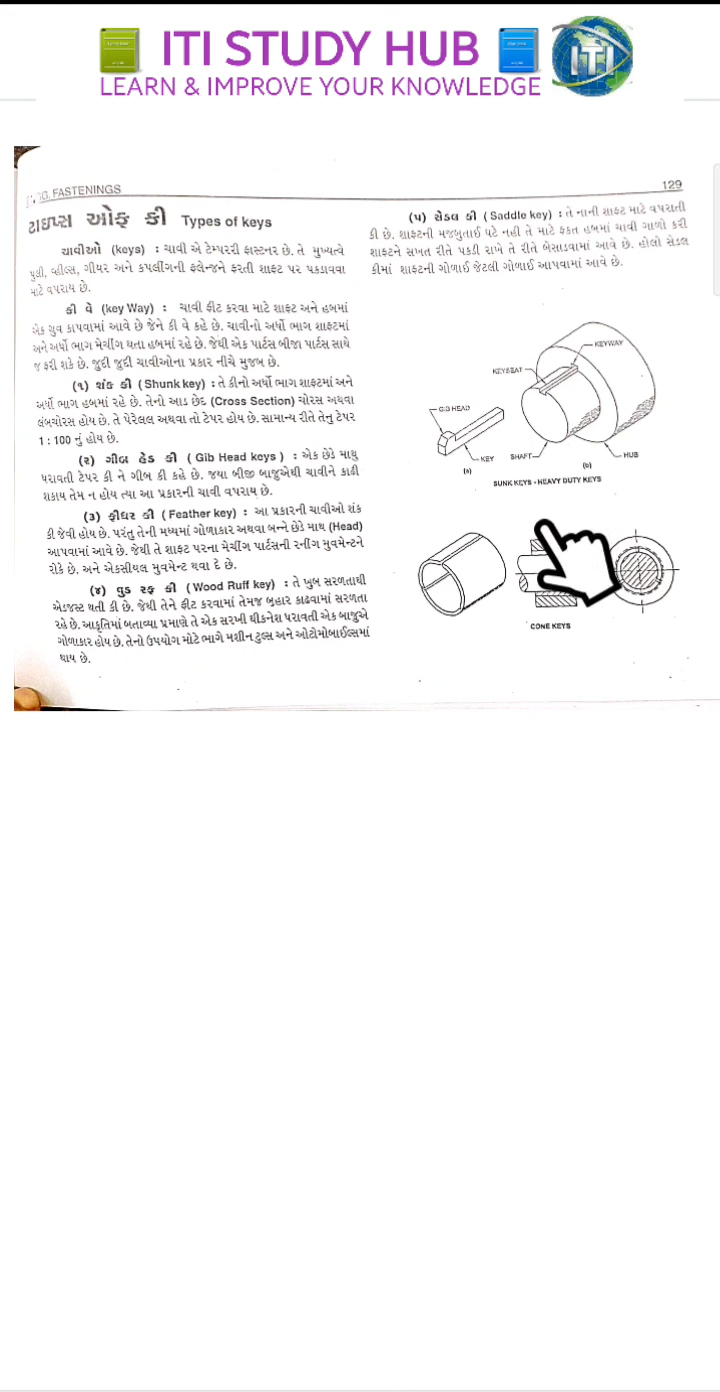 ITI STUDY HUB
LEARN & IMPROVE YOUR KNOWLEDGE
ITI
FASTENINGS
129
ટાઇપ્સ ઓફ કી Types of keys
ચાવીઓ (keys) : ચાવી એ ટેમ્પરરી ફાસ્ટનર છે. તે મુખ્યત્વે
પુલી, વ્હીલ્સ, ગીયર અને કપલીંગની ફ્લેન્જને ફરતી શાફ્ટ પર પકડાવવા
માટે વપરાય છે.
કી વે (key Way) : ચાવી ફીટ કરવા માટે શાફ્ટ અને હબમાં
એક ગ્રુવ કાપવામાં આવે છે જેને કી વે કહે છે. ચાવીનો અર્ધો ભાગ શાફ્ટમાં
અને અર્ધો ભાગ મેચીંગ થતા હબમાં રહે છે. જેથી એક પાર્ટસ બીજા પાર્ટસ સાથે
જ ફરી શકે છે. જુદી જુદી ચાવીઓના પ્રકાર નીચે મુજબ છે.
(૧) શંક કી (Shunk key) : તે કીનો અર્ધો ભાગ શાફ્ટમાં અને
અર્ધો ભાગ હબમાં રહે છે. તેનો આડ છેદ (Cross Section) ચોરસ અથવા
લંબચોરસ હોય છે. તે પેરેલલ અથવા તો ટેપર હોય છે. સામાન્ય રીતે તેનુ ટેપર
1 : 100 નું હોય છે.
(૨) ગીબ હેડ કી ( Gib Head keys ) : એક છેડે માથુ
ધરાવતી ટેપર કી ને ગીબ કી કહે છે. જયા બીજી બાજુએથી ચાવીને કાઢી
શકાય તેમ ન હોય ત્યા આ પ્રકારની ચાવી વપરાય છે.
(૩) ફીધર કી ( Feather key) : આ પ્રકારની ચાવીઓ શંક
કી જેવી હોય છે. પરંતુ તેની મધ્યમાં ગોળાકાર અથવા બન્ને છેડે માથ (Head)
આપવામાં આવે છે. જેથી તે શાફ્ટ પરના મેચીંગ પાર્ટસની રનીંગ મુવમેન્ટને
રોકે છે. અને એકસીયલ મુવમેન્ટ થવા દે છે.
(૪) વુડ રફ કી ( Wood Ruff key) : તે ખુબ સરળતાથી
એડજસ્ટ થતી કી છે. જેથી તેને ફીટ કરવામાં તેમજ બહાર કાઢવામાં સરળતા
રહે છે. આકૃતિમાં બતાવ્યા પ્રમાણે તે એક સરખી થીકનેશ ધરાવતી એક બાજુએ
ગોળાકાર હોય છે. તેનો ઉપયોગ મોટે ભાગે મશીન ટુલ્સ અને ઓટોમોબાઈલ્સમાં
થાય છે.
(૫) સેડલ કી ( Saddle key) : તે નાની શાફ્ટ માટે વપરાતી
કી છે. શાફ્ટની મજબુતાઈ ઘટે નહી તે માટે ફકત હબમાં ચાવી ગાળો કરી
શાફ્ટને સખત રીતે પકડી રાખે તે રીતે બેસાડવામાં આવે છે. હોલો સેડલ
કીમાં શાફ્ટની ગોળાઈ જેટલી ગોળાઈ આપવામાં આવે છે.
KEYWAY
KEYSEAT
GIB HEAD
KEY
SHAFT
HUB
(a)
(b)
SUNK KEYS - HEAVY DUTY KEYS
CONE KEYS